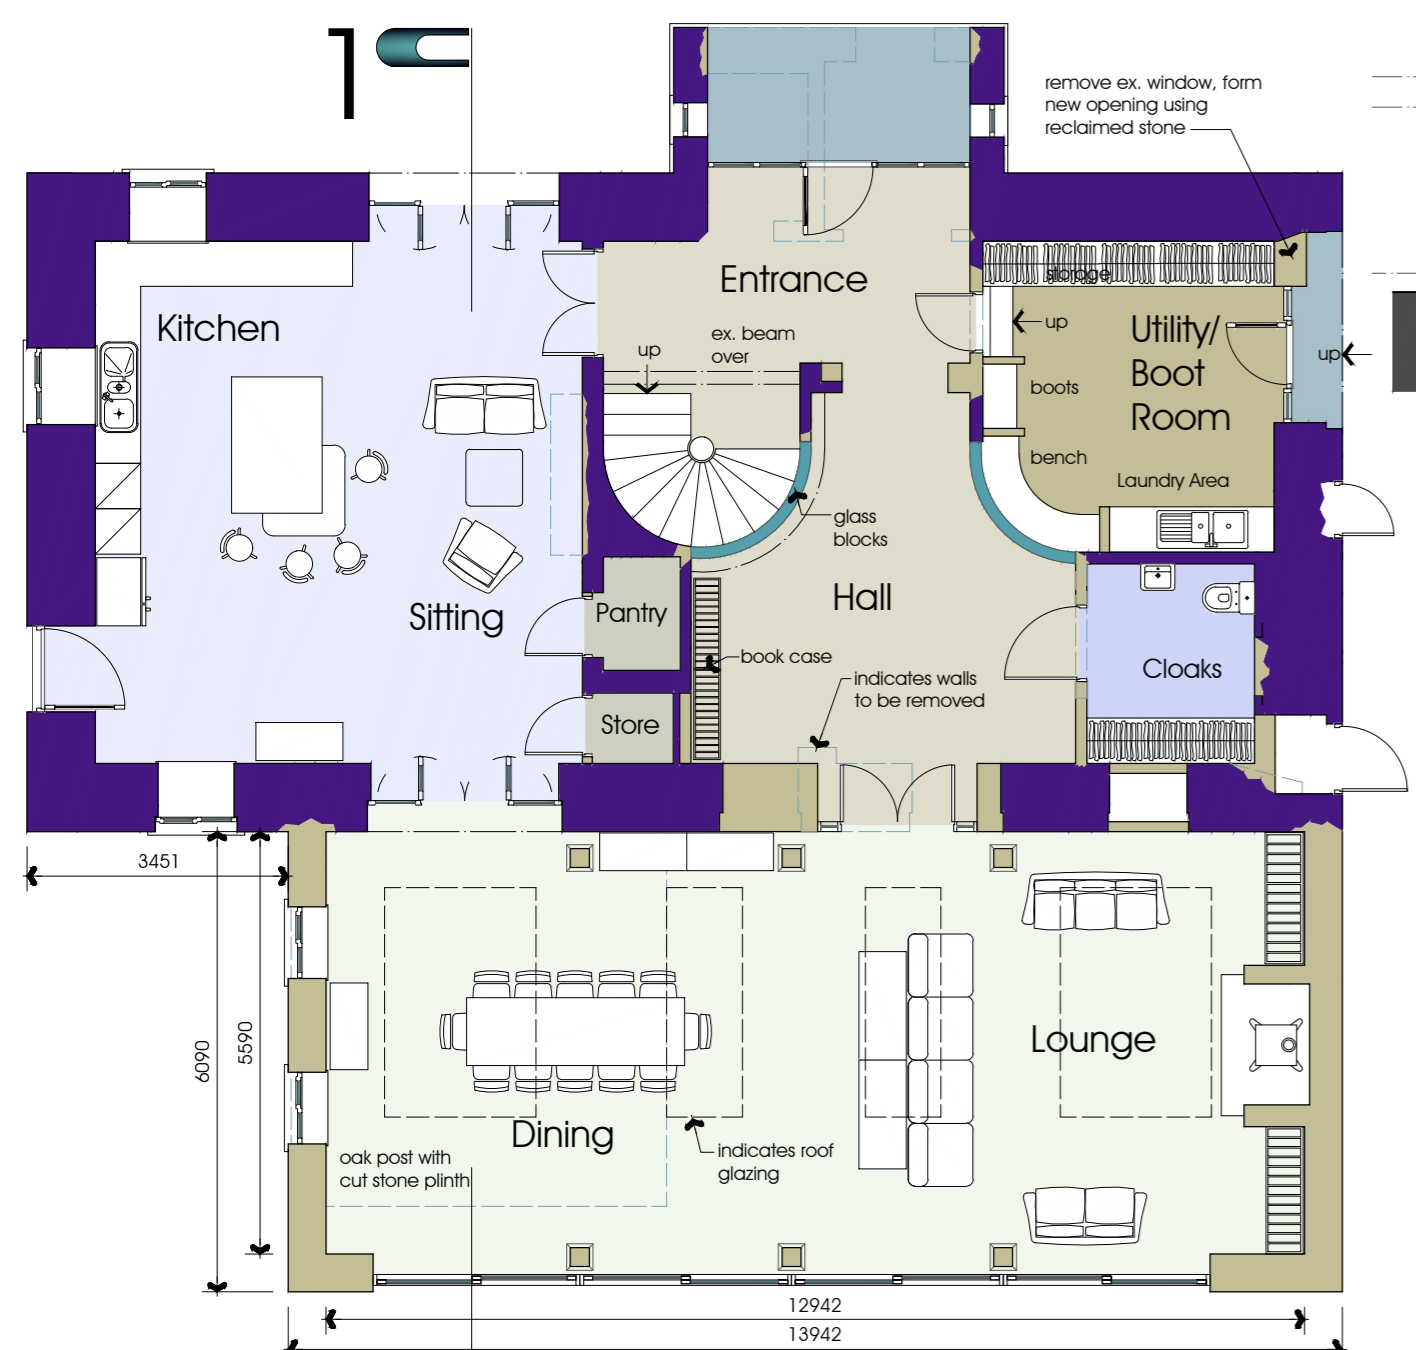 1
remove ex. window, form
new opening using
reclaimed stone
Entrance
storage
Kitchen
up
ex. beam
over
up
Utility/
Boot
Room
up
boots
bench
Laundry Area
glass
blocks
Sitting
Pantry
Hall
book case
indicates walls
to be removed
Cloaks
Store
3451
6090
5590
Lounge
Dining
oak post with
cut stone plinth
indicates roof
glazing
12942
13942